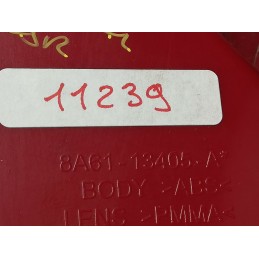 11239
8A61-13405-A*
BODY >ABS<
LENS >PMMA<